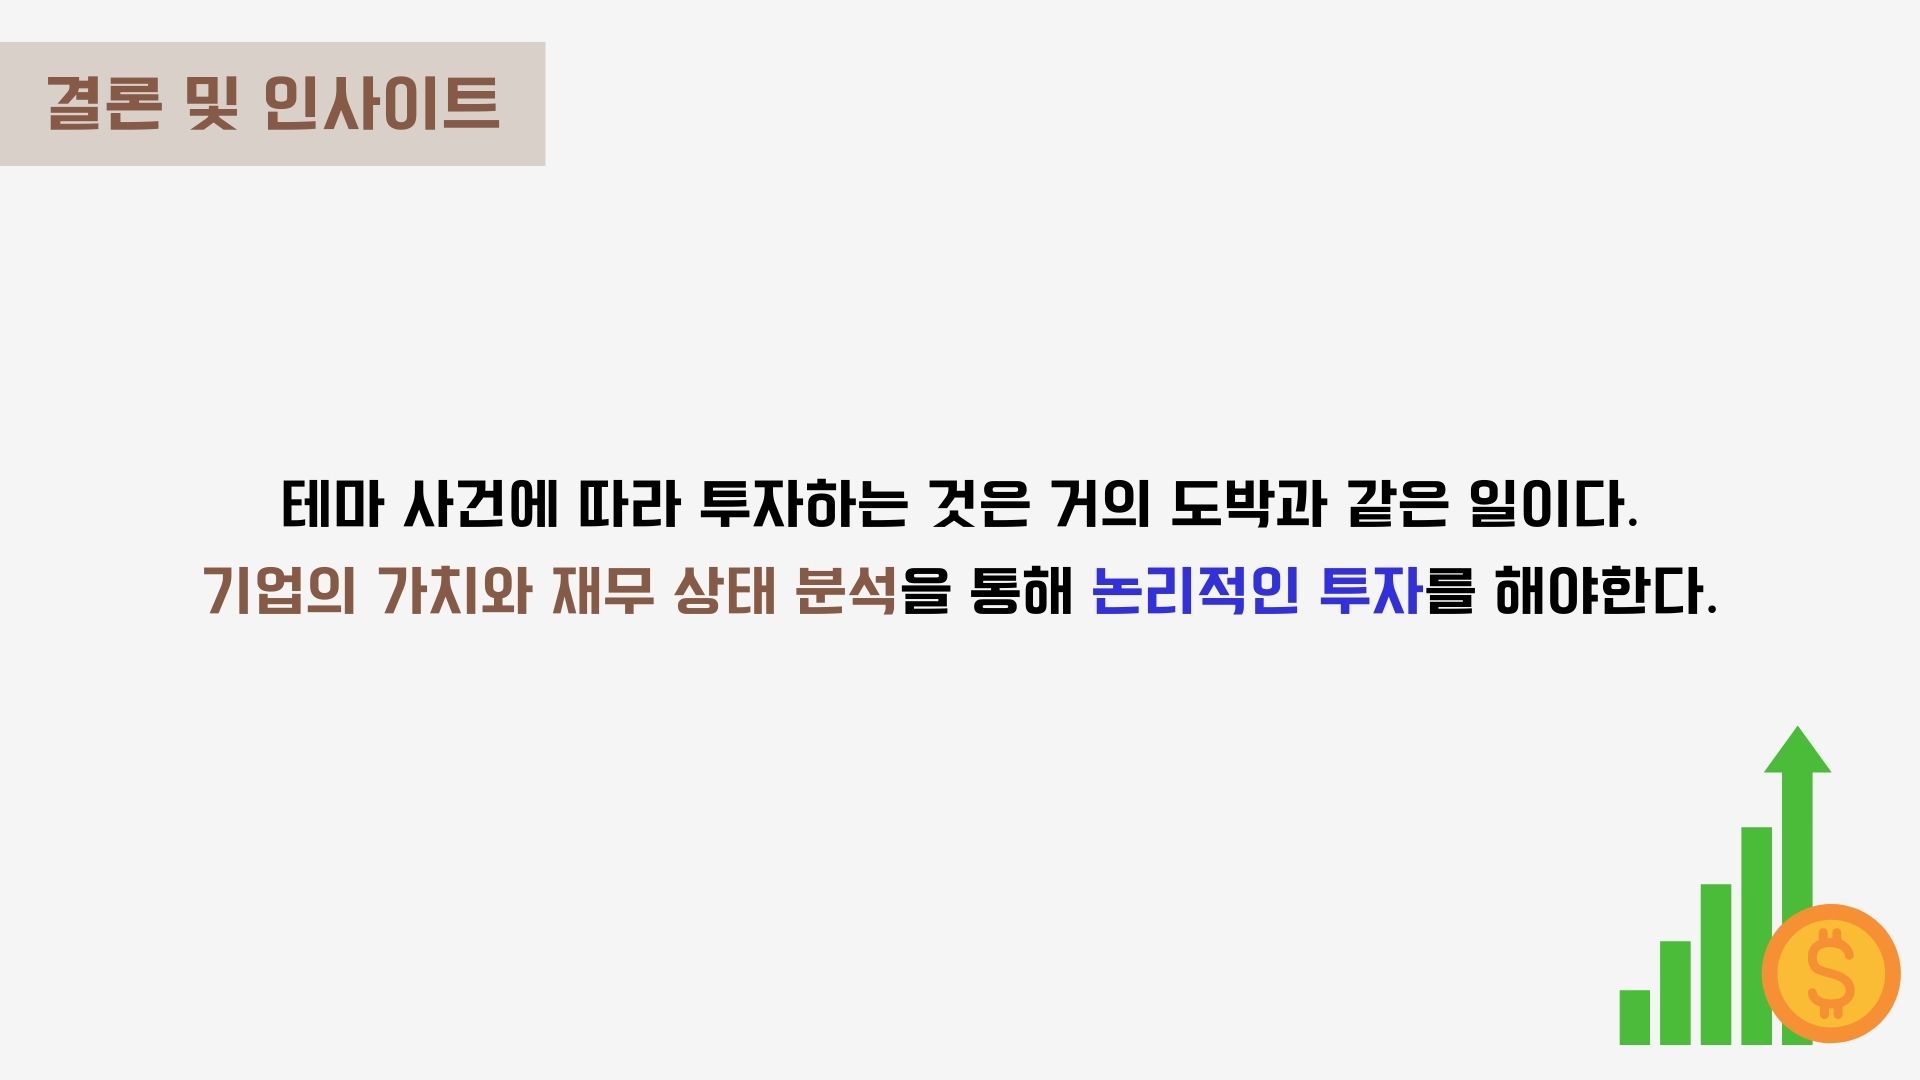 결론 및 인사이트
테마 사건에 따라 투자하는 것은 거의 도박과 같은 일이다.
기업의 가치와 재무 상태 분석을 통해 논리적인 투자를 해야한다.
$